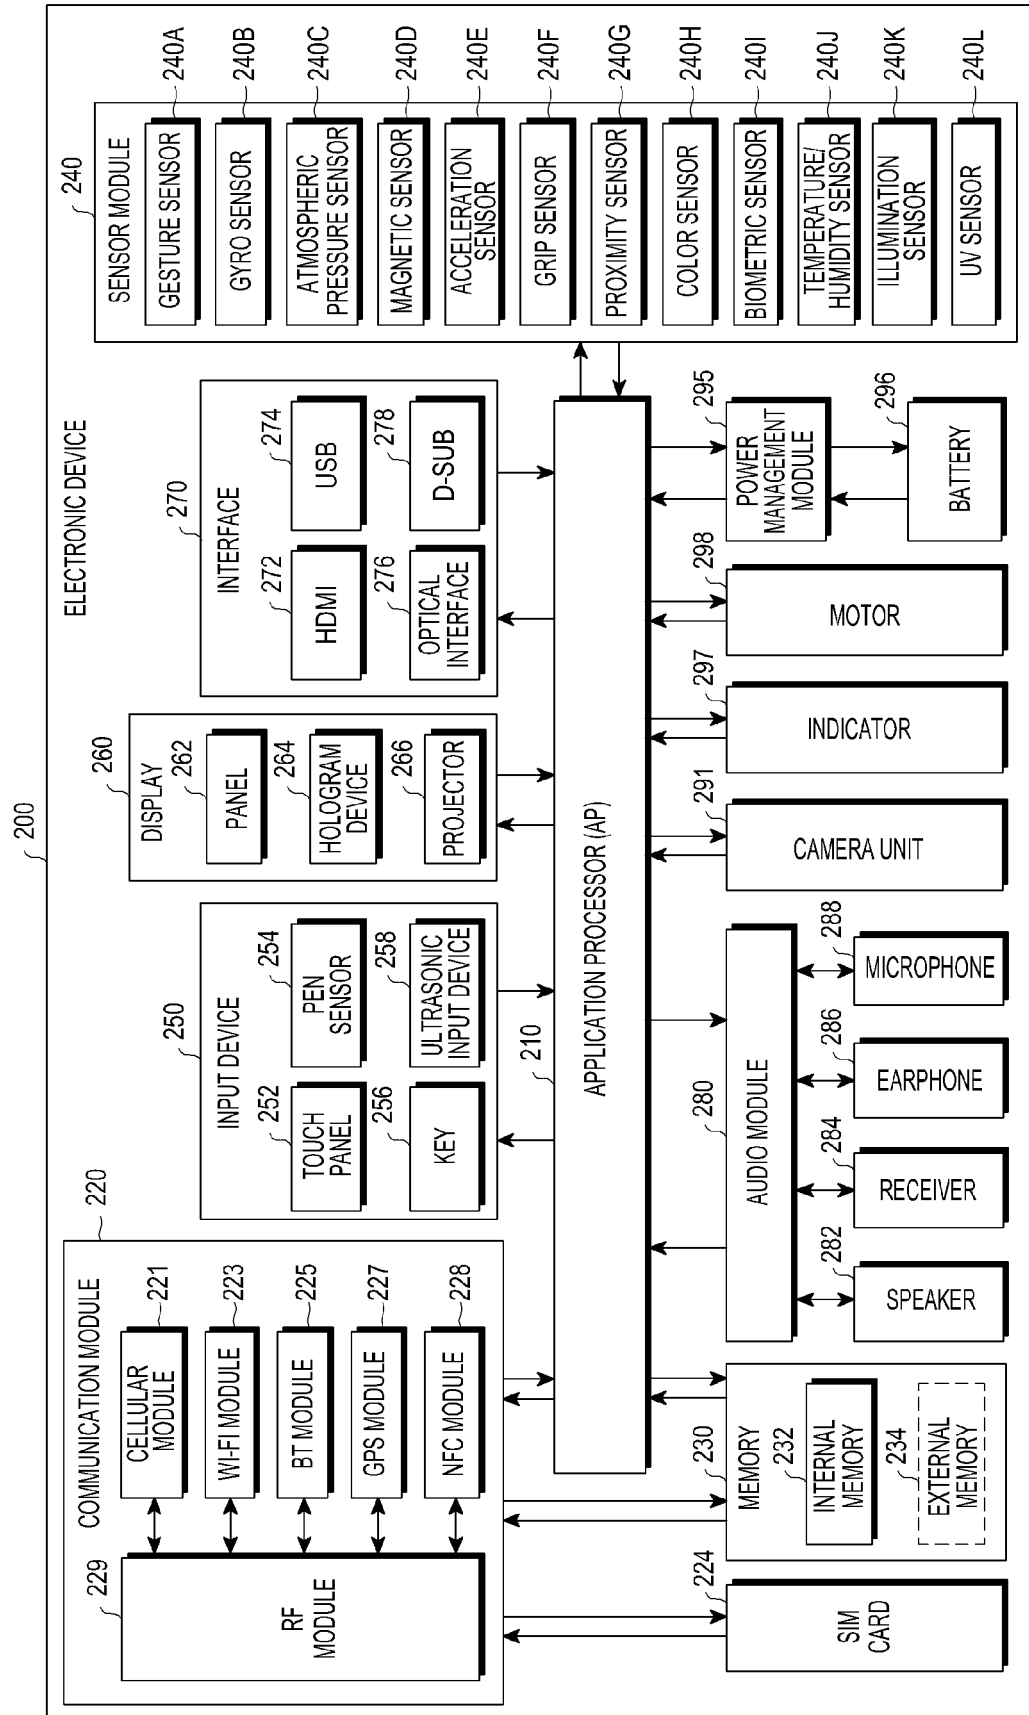 200
ELECTRONIC DEVICE
220
COMMUNICATION MODULE
229
RF
MODULE
CELLULAR
MODULE
221
WI-FI MODULE
223
BT MODULE
225
GPS MODULE
227
NFC MODULE
228
250
INPUT DEVICE
252
TOUCH
PANEL
254
PEN
SENSOR
256
KEY
258
ULTRASONIC
INPUT DEVICE
260
DISPLAY
262
PANEL
264
HOLOGRAM
DEVICE
266
PROJECTOR
270
INTERFACE
272
HDMI
274
USB
276
OPTICAL
INTERFACE
278
D-SUB
240
SENSOR MODULE
GESTURE SENSOR
240A
GYRO SENSOR
240B
ATMOSPHERIC
PRESSURE SENSOR
240C
MAGNETIC SENSOR
240D
ACCELERATION
SENSOR
240E
GRIP SENSOR
240F
PROXIMITY SENSOR
240G
COLOR SENSOR
240H
BIOMETRIC SENSOR
240I
TEMPERATURE/
HUMIDITY SENSOR
240J
ILLUMINATION
SENSOR
240K
UV SENSOR
240L
210
APPLICATION PROCESSOR (AP)
224
SIM
CARD
230
MEMORY
232
INTERNAL
MEMORY
234
EXTERNAL
MEMORY
280
AUDIO MODULE
282
SPEAKER
284
RECEIVER
286
EARPHONE
288
MICROPHONE
291
CAMERA UNIT
297
INDICATOR
298
MOTOR
295
POWER
MANAGEMENT
MODULE
296
BATTERY